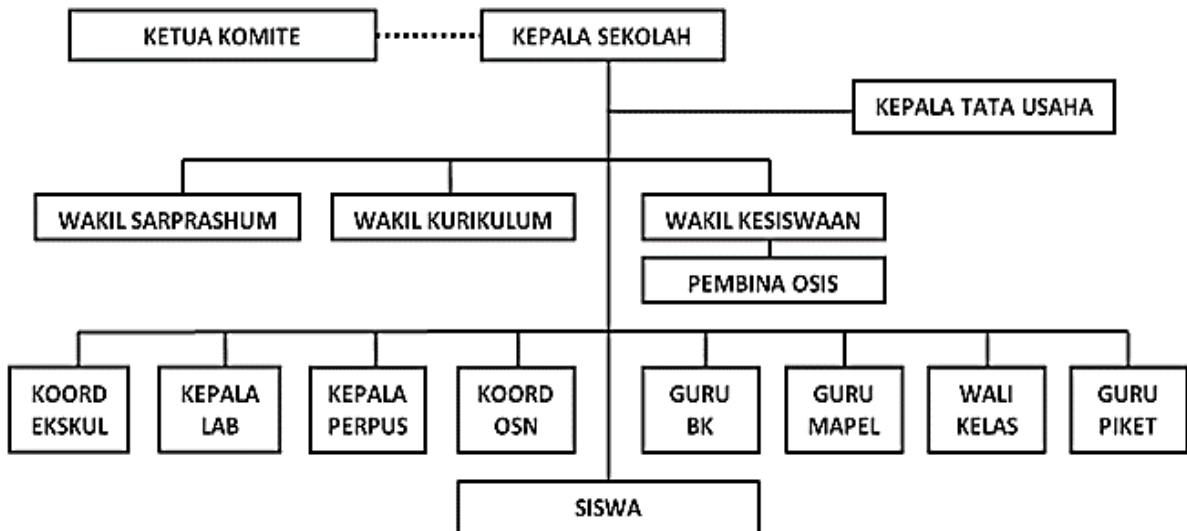 KETUA KOMITE
KEPALA SEKOLAH
KEPALA TATA USAHA
WAKIL SARPRASHUM
WAKIL KURIKULUM
WAKIL KESISWAAN
PEMBINA OSIS
KOORD
EKSKUL
KEPALA
LAB
KEPALA
PERPUS
KOORD
OSN
GURU
BK
GURU
MAPEL
WALI
KELAS
GURU
PIKET
SISWA